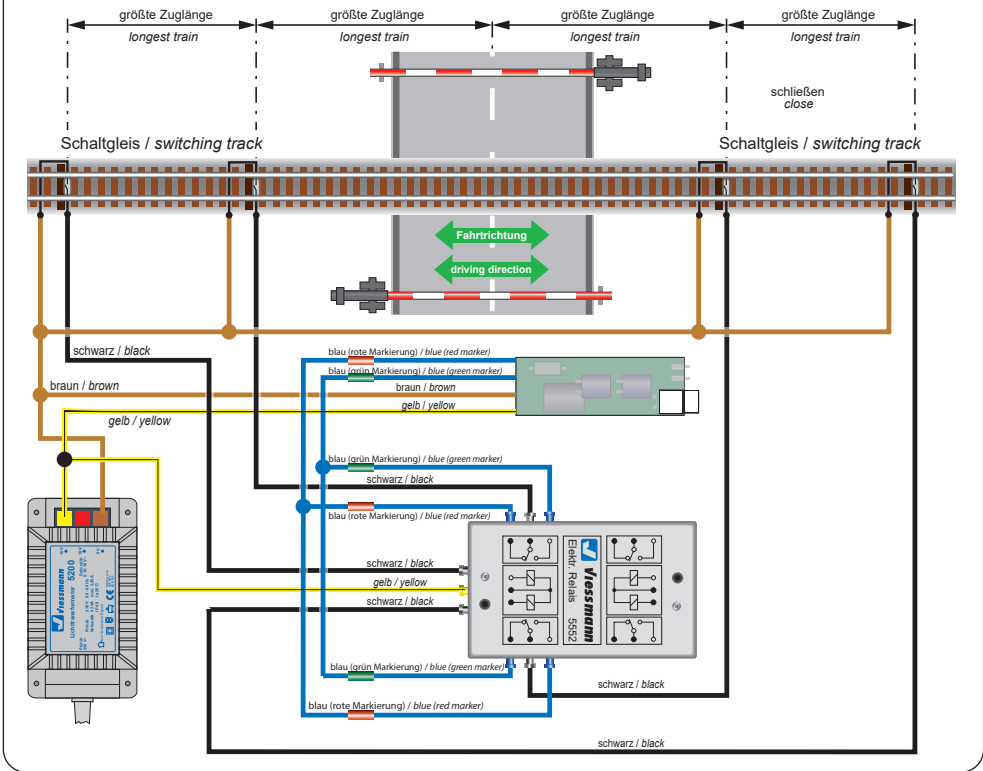 größte Zuglänge größte Zuglänge größte Zuglänge größte Zuglänge
longest train longest train longest train longest train
schließen
close
Schaltgleis / switching track Schaltgleis / switching track
Fahrtrichtung
driving direction
schwarz / black
blau (rote Markierung) / blue (red marker)
blau (grün Markierung) / blue (green marker)
braun / brown
braun / brown
gelb / yellow
gelb / yellow
blau (grün Markierung) / blue (green marker)
schwarz / black
blau (rote Markierung) / blue (red marker)
schwarz / black
gelb / yellow
schwarz / black
Viessmann
Elektr. Relais 5552
Viessmann
Lichttransformator 5200
blau (grün Markierung) / blue (green marker)
schwarz / black
blau (rote Markierung) / blue (red marker)
schwarz / black